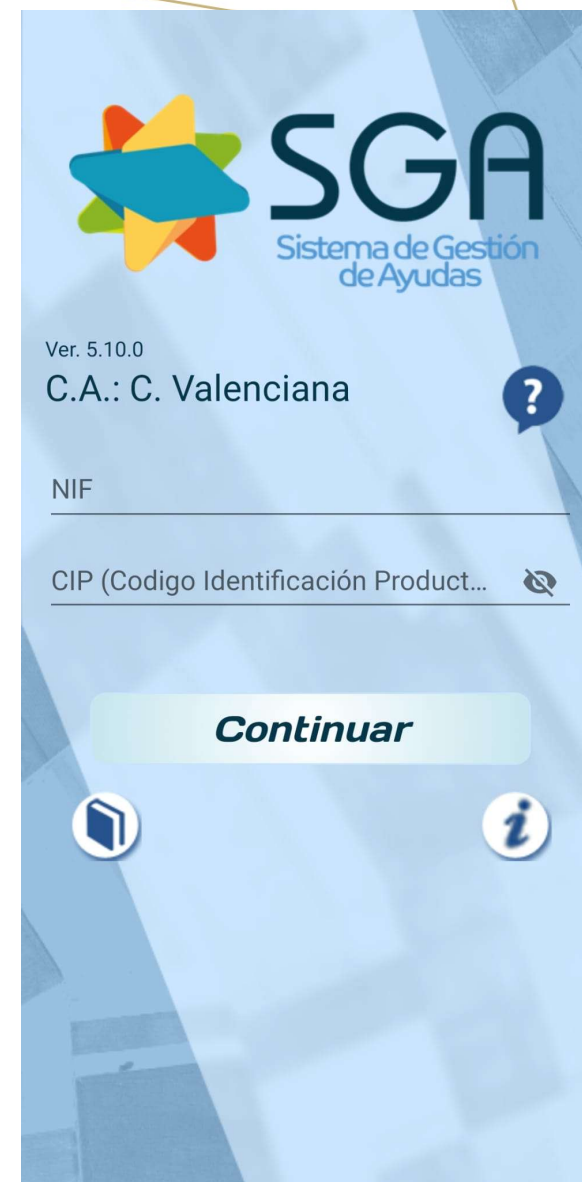 SGA
Sistema de Gestión
de Ayudas
Ver. 5.10.0
C.A.: C. Valenciana
?
NIF
CIP (Codigo Identificación Product...
Continuar
i